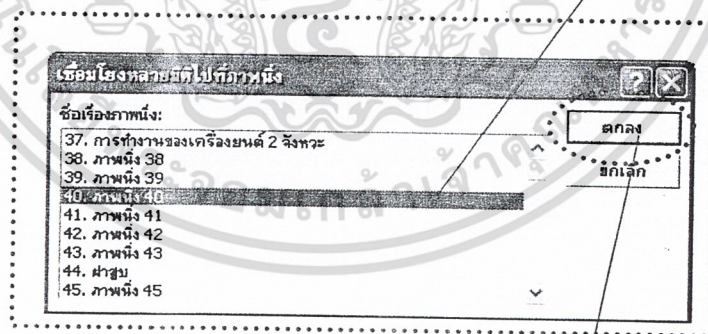 เชื่อมโยงหลายมิติไปที่ภาพนิ่ง
ชื่อเรื่องภาพนิ่ง:
37. การทำงานของเครื่องยนต์ 2 จังหวะ
38. ภาพนิ่ง 38
39. ภาพนิ่ง 39
40. ภาพนิ่ง 40
41. ภาพนิ่ง 41
42. ภาพนิ่ง 42
43. ภาพนิ่ง 43
44. ฝาสูบ
45. ภาพนิ่ง 45
ตกลง
ยกเลิก